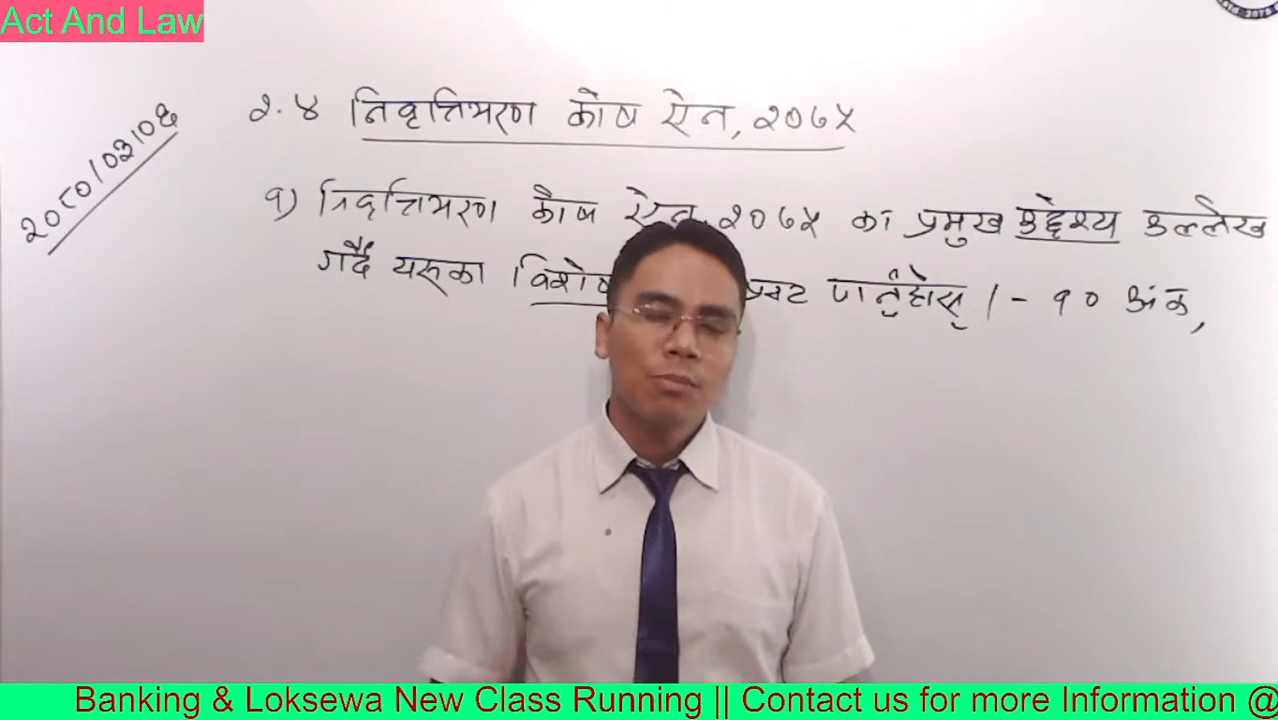 Act And Law
२०८०/०३/०६
२.४ निवृत्तिभरण कोष ऐन, २०७५
१) निवृत्तिभरण कोष ऐन, २०७५ का प्रमुख उद्देश्य उल्लेख
गर्दै यसका विशेष पार्नुहोस् । - १० अंक,
Banking & Loksewa New Class Running || Contact us for more Information @